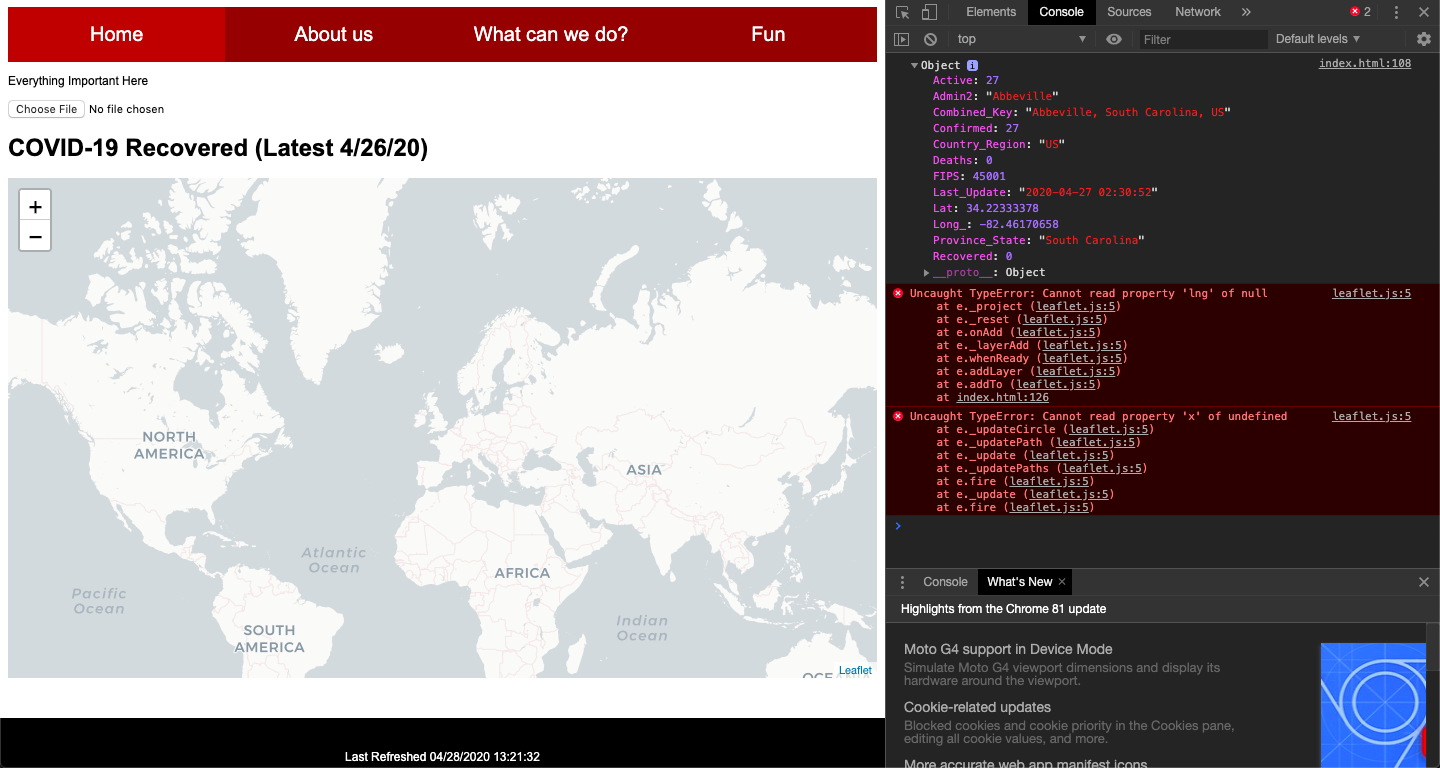 Home About us What can we do? Fun
Everything Important Here
Choose File No file chosen
COVID-19 Recovered (Latest 4/26/20)
+
−
NORTH
AMERICA
ASIA
Atlantic
Ocean
AFRICA
Pacific
Ocean
Indian
Ocean
SOUTH
AMERICA
Leaflet
Last Refreshed 04/28/2020 13:21:32
Elements Console Sources Network » 2
top Filter Default levels
Object i index.html:108
Active: 27
Admin2: "Abbeville"
Combined_Key: "Abbeville, South Carolina, US"
Confirmed: 27
Country_Region: "US"
Deaths: 0
FIPS: 45001
Last_Update: "2020-04-27 02:30:52"
Lat: 34.22333378
Long_: -82.46170658
Province_State: "South Carolina"
Recovered: 0
__proto__: Object
Uncaught TypeError: Cannot read property 'lng' of null leaflet.js:5
at e._project (leaflet.js:5)
at e._reset (leaflet.js:5)
at e.onAdd (leaflet.js:5)
at e._layerAdd (leaflet.js:5)
at e.whenReady (leaflet.js:5)
at e.addLayer (leaflet.js:5)
at e.addTo (leaflet.js:5)
at index.html:126
Uncaught TypeError: Cannot read property 'x' of undefined leaflet.js:5
at e._updateCircle (leaflet.js:5)
at e._updatePath (leaflet.js:5)
at e._update (leaflet.js:5)
at e._updatePaths (leaflet.js:5)
at e.fire (leaflet.js:5)
at e._update (leaflet.js:5)
at e.fire (leaflet.js:5)
>
Console What's New ×
Highlights from the Chrome 81 update
Moto G4 support in Device Mode
Simulate Moto G4 viewport dimensions and display its
hardware around the viewport.
Cookie-related updates
Blocked cookies and cookie priority in the Cookies pane,
editing all cookie values, and more.
More accurate web app manifest icons